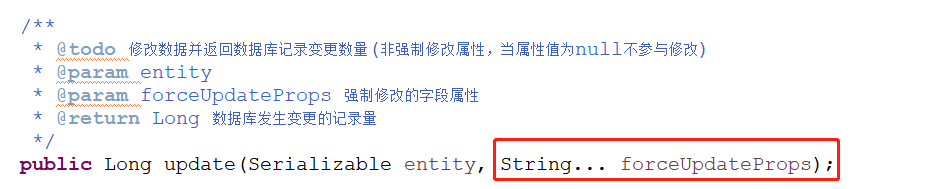 /**
 * @todo 修改数据并返回数据库记录变更数量(非强制修改属性，当属性值为null不参与修改)
 * @param entity
 * @param forceUpdateProps 强制修改的字段属性
 * @return Long 数据库发生变更的记录量
 */
public Long update(Serializable entity, String... forceUpdateProps);